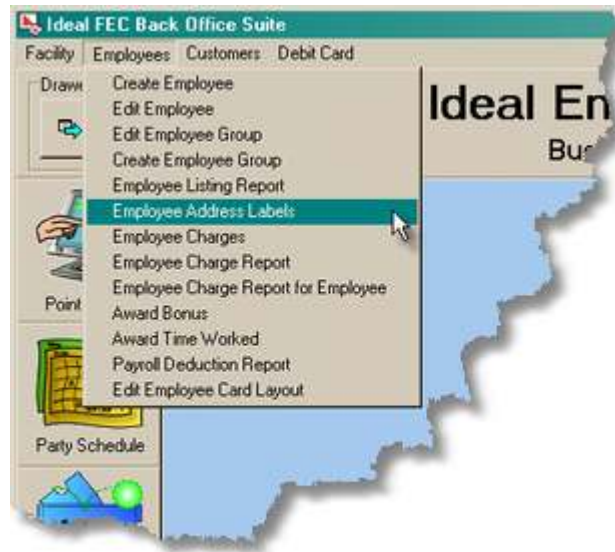 Ideal FEC Back Office Suite
Facility Employees Customers Debit Card
Create Employee
Edit Employee
Edit Employee Group
Create Employee Group
Employee Listing Report
Employee Address Labels
Employee Charges
Employee Charge Report
Employee Charge Report for Employee
Award Bonus
Award Time Worked
Payroll Deduction Report
Edit Employee Card Layout
Drawe
Ideal En
Bus
Point
Party Schedule